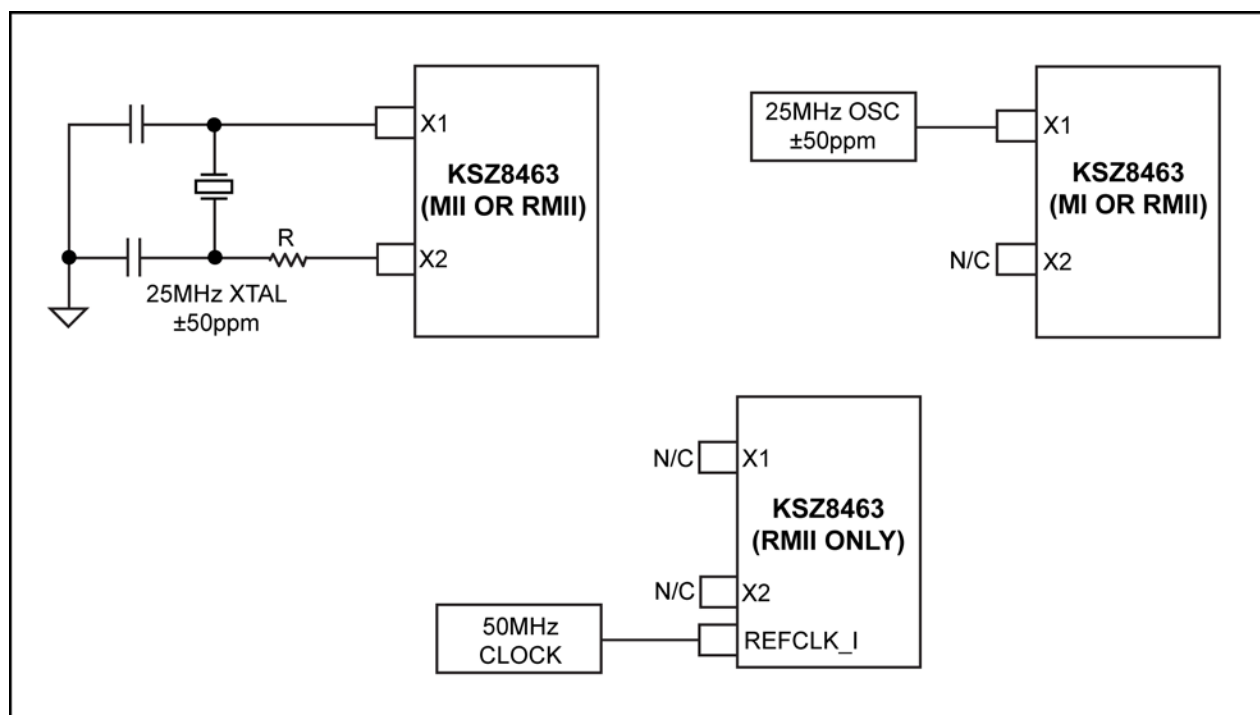 X1
KSZ8463
(MII OR RMII)
R
X2
25MHz XTAL
±50ppm
25MHz OSC
±50ppm
X1
KSZ8463
(MI OR RMII)
N/C
X2
N/C
X1
KSZ8463
(RMII ONLY)
N/C
X2
50MHz
CLOCK
REFCLK_I